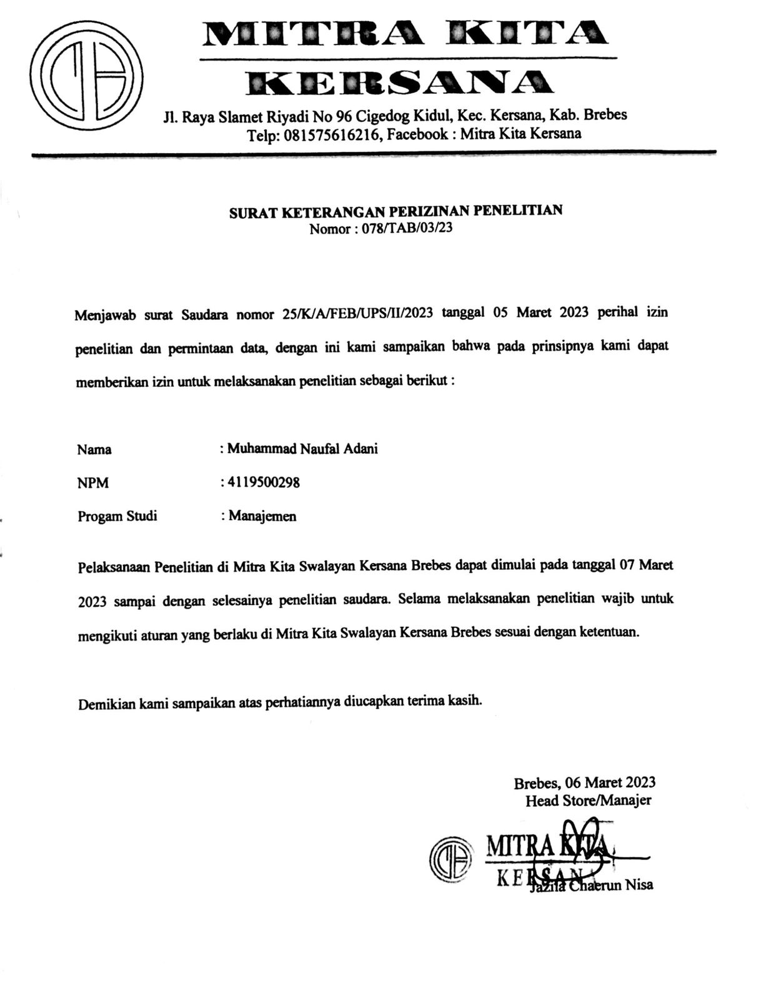 MITRA KITA
KERSANA
Jl. Raya Slamet Riyadi No 96 Cigedog Kidul, Kec. Kersana, Kab. Brebes
Telp: 081575616216, Facebook : Mitra Kita Kersana
SURAT KETERANGAN PERIZINAN PENELITIAN
Nomor : 078/TAB/03/23
Menjawab surat Saudara nomor 25/K/A/FEB/UPS/II/2023 tanggal 05 Maret 2023 perihal izin
penelitian dan permintaan data, dengan ini kami sampaikan bahwa pada prinsipnya kami dapat
memberikan izin untuk melaksanakan penelitian sebagai berikut :
Nama : Muhammad Naufal Adani
NPM : 4119500298
Progam Studi : Manajemen
Pelaksanaan Penelitian di Mitra Kita Swalayan Kersana Brebes dapat dimulai pada tanggal 07 Maret
2023 sampai dengan selesainya penelitian saudara. Selama melaksanakan penelitian wajib untuk
mengikuti aturan yang berlaku di Mitra Kita Swalayan Kersana Brebes sesuai dengan ketentuan.
Demikian kami sampaikan atas perhatiannya diucapkan terima kasih.
Brebes, 06 Maret 2023
Head Store/Manajer
MITRA KITA
KERSANA
Jazila Chaerun Nisa